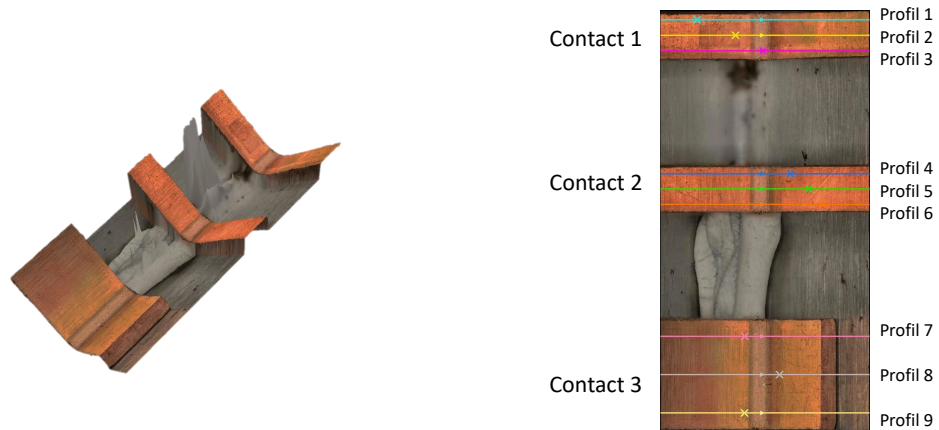 Contact 1
Profil 1
Profil 2
Profil 3
Contact 2
Profil 4
Profil 5
Profil 6
Contact 3
Profil 7
Profil 8
Profil 9